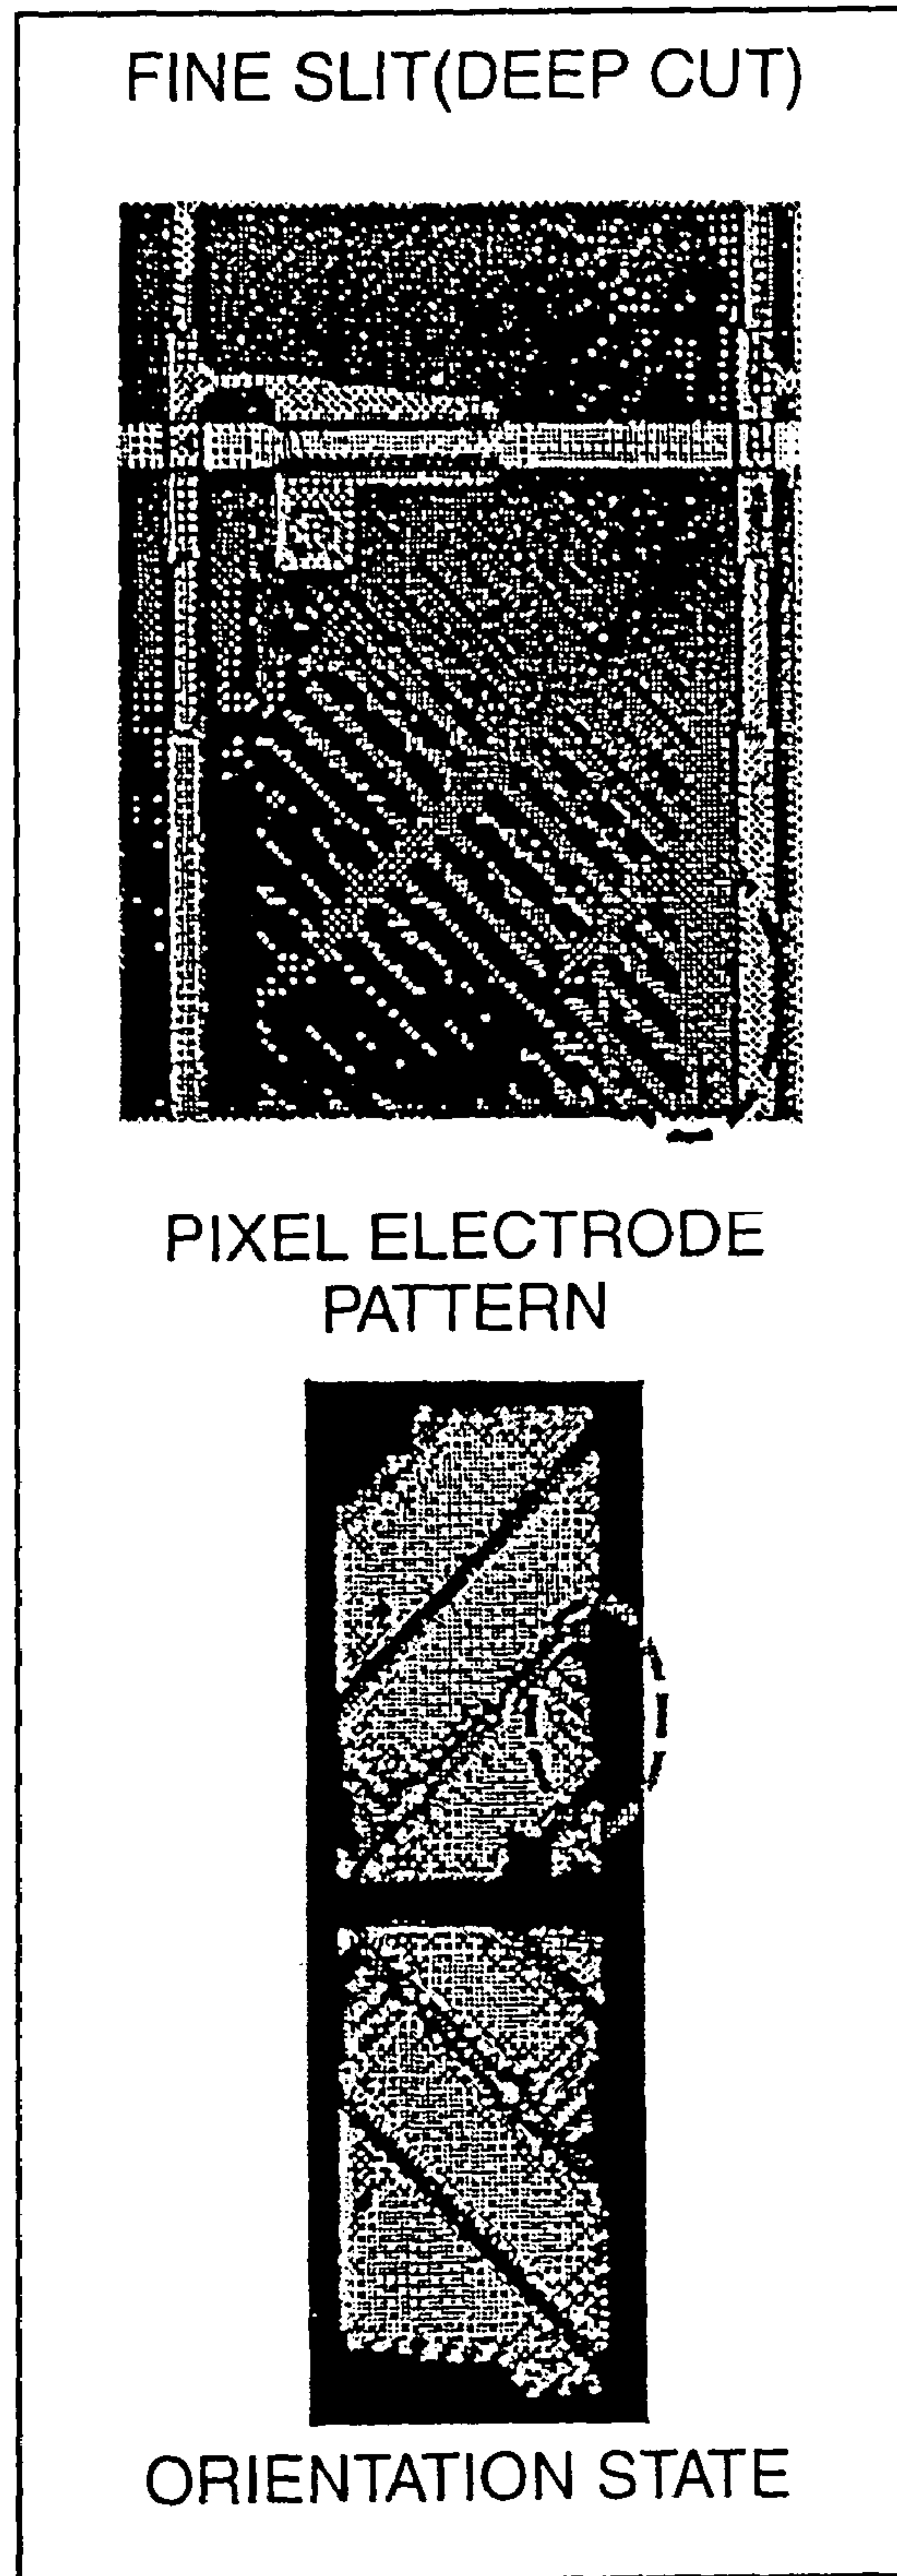 FINE SLIT(DEEP CUT)
PIXEL ELECTRODE
PATTERN
ORIENTATION STATE